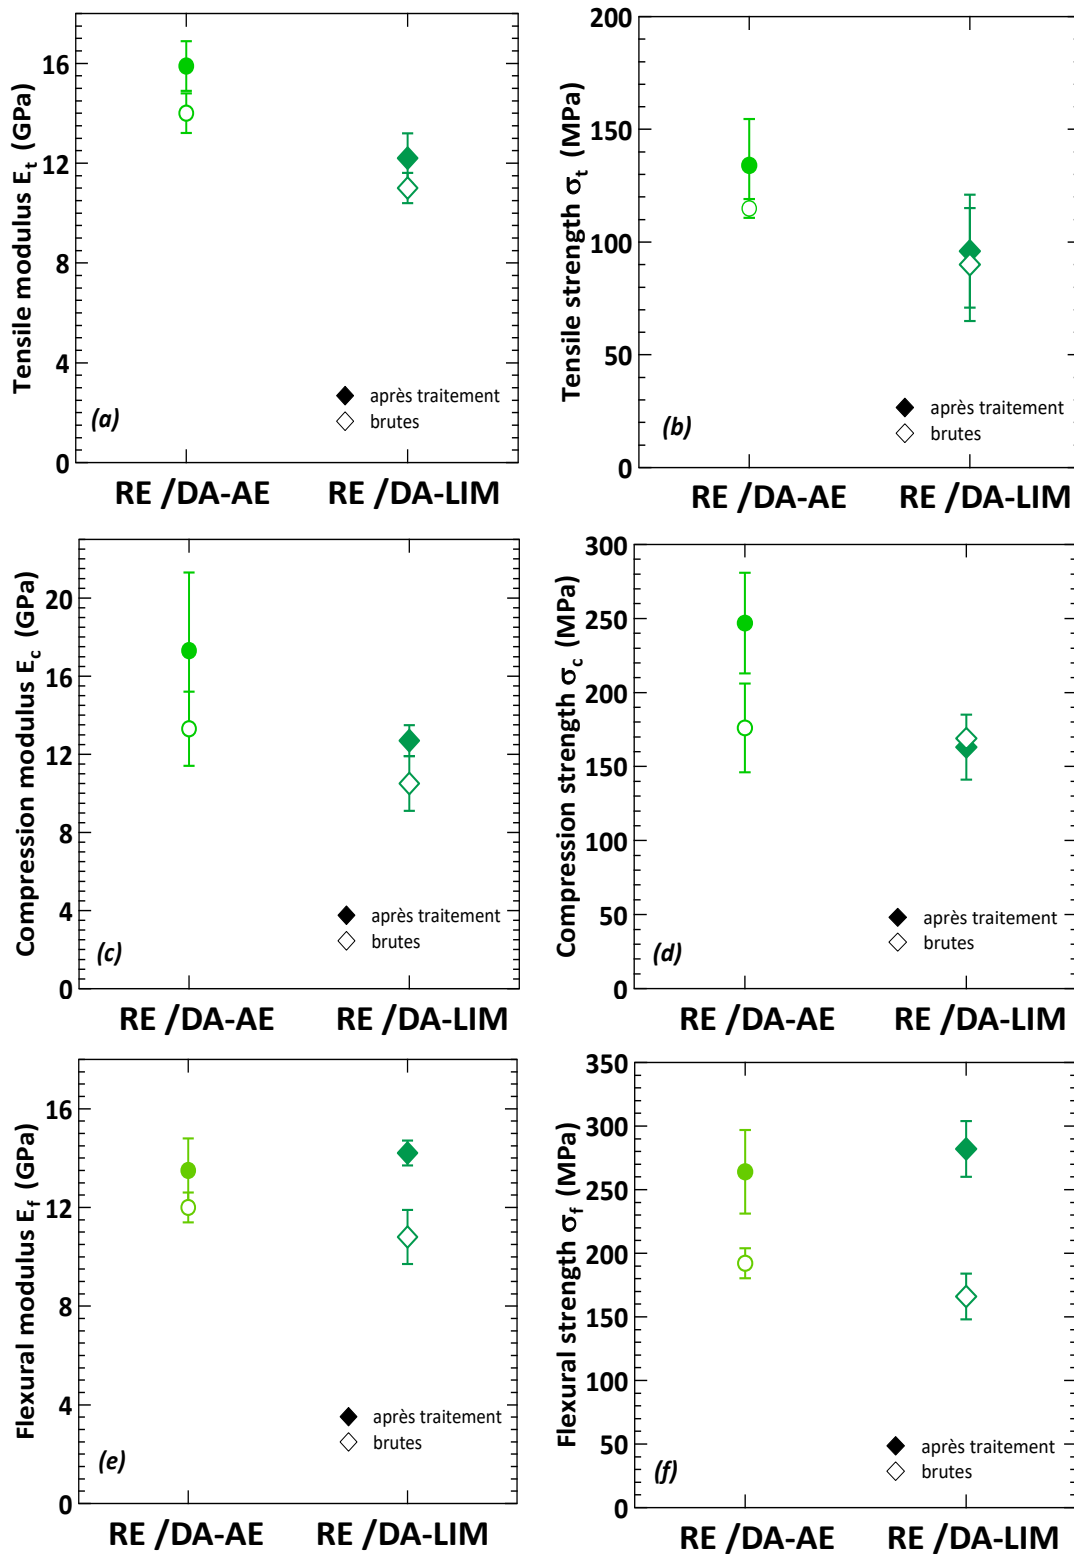 Tensile modulus Et (GPa)
16
12
8
4
0
après traitement
brutes
(a)
RE /DA-AE RE /DA-LIM
Tensile strength σt (MPa)
200
150
100
50
0
après traitement
brutes
(b)
RE /DA-AE RE /DA-LIM
Compression modulus Ec (GPa)
20
16
12
8
4
0
après traitement
brutes
(c)
RE /DA-AE RE /DA-LIM
Compression strength σc (MPa)
300
250
200
150
100
50
0
après traitement
brutes
(d)
RE /DA-AE RE /DA-LIM
Flexural modulus Ef (GPa)
16
12
8
4
0
après traitement
brutes
(e)
RE /DA-AE RE /DA-LIM
Flexural strength σf (MPa)
350
300
250
200
150
100
50
0
après traitement
brutes
(f)
RE /DA-AE RE /DA-LIM